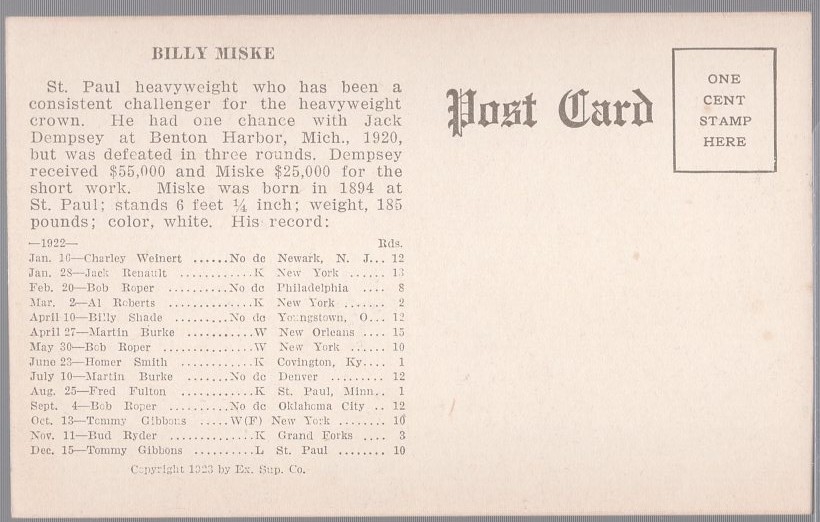 BILLY MISKE
St. Paul heavyweight who has been a
consistent challenger for the heavyweight
crown. He had one chance with Jack
Dempsey at Benton Harbor, Mich., 1920,
but was defeated in three rounds. Dempsey
received $55,000 and Miske $25,000 for the
short work. Miske was born in 1894 at
St. Paul; stands 6 feet ¼ inch; weight, 185
pounds; color, white. His record:
—1922— Rds.
Jan. 16—Charley Weinert ......No dc Newark, N. J... 12
Jan. 28—Jack Renault ............K New York ...... 13
Feb. 20—Bob Roper ..........No dc Philadelphia .... 8
Mar. 2—Al Roberts ..............K New York ....... 2
April 10—Billy Shade .........No dc Youngstown, O... 12
April 27—Martin Burke ...........W New Orleans .... 15
May 30—Bob Roper ...............W New York ...... 10
June 23—Homer Smith ............K Covington, Ky.... 1
July 10—Martin Burke .......No dc Denver ......... 12
Aug. 25—Fred Fulton ............K St. Paul, Minn.. 1
Sept. 4—Bob Roper .........No dc Oklahoma City .. 12
Oct. 13—Tommy Gibbons .....W(F) New York ........ 10
Nov. 11—Bud Ryder .............K Grand Forks .... 3
Dec. 15—Tommy Gibbons ..........L St. Paul ........ 10
Copyright 1923 by Ex. Sup. Co.
Post Card
ONE
CENT
STAMP
HERE